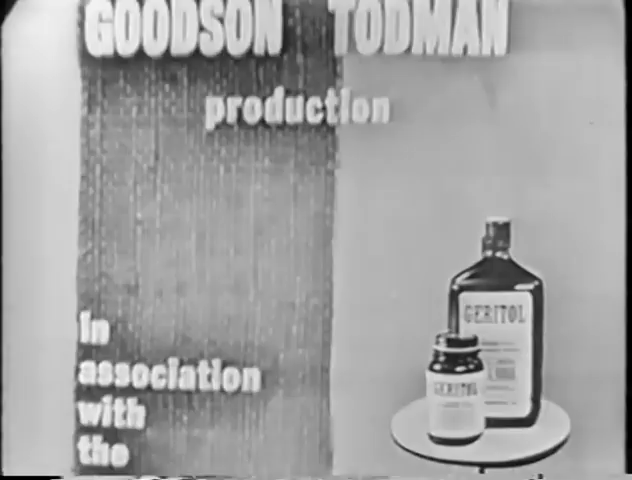 GOODSON TODMAN
production
in
association
with
the
GERITOL
GERITOL